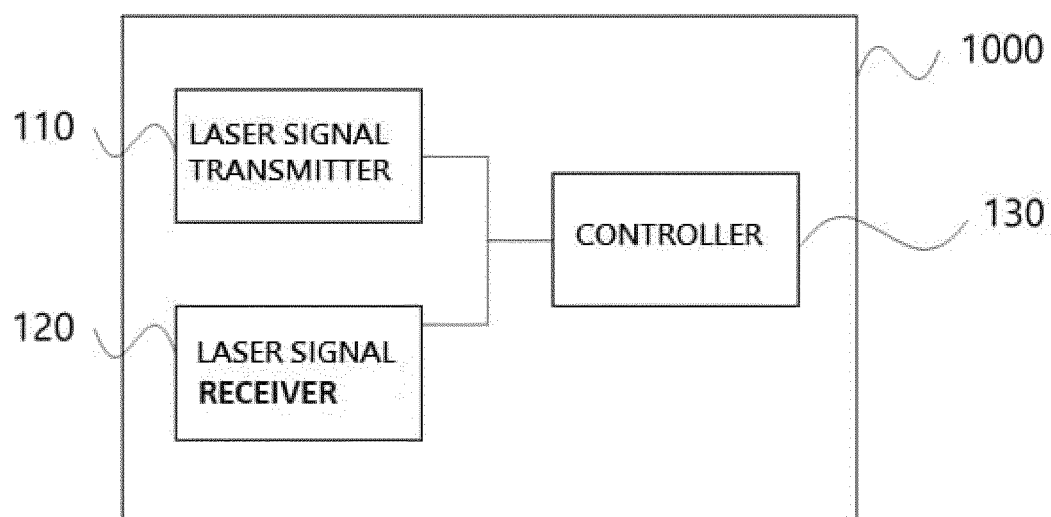 1000
110
LASER SIGNAL
TRANSMITTER
130
CONTROLLER
120
LASER SIGNAL
RECEIVER